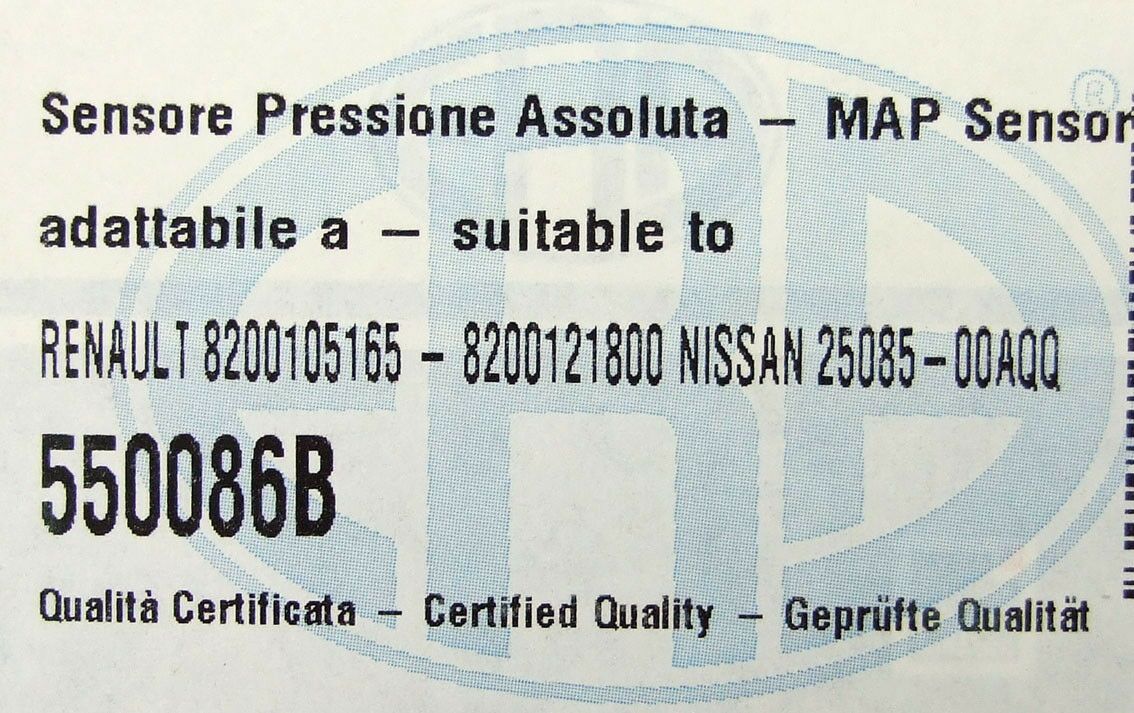 Sensore Pressione Assoluta – MAP Sensor
adattabile a – suitable to
RENAULT 8200105165 – 8200121800 NISSAN 25085–00AQQ
550086B
Qualità Certificata – Certified Quality – Geprüfte Qualität
ERA
®